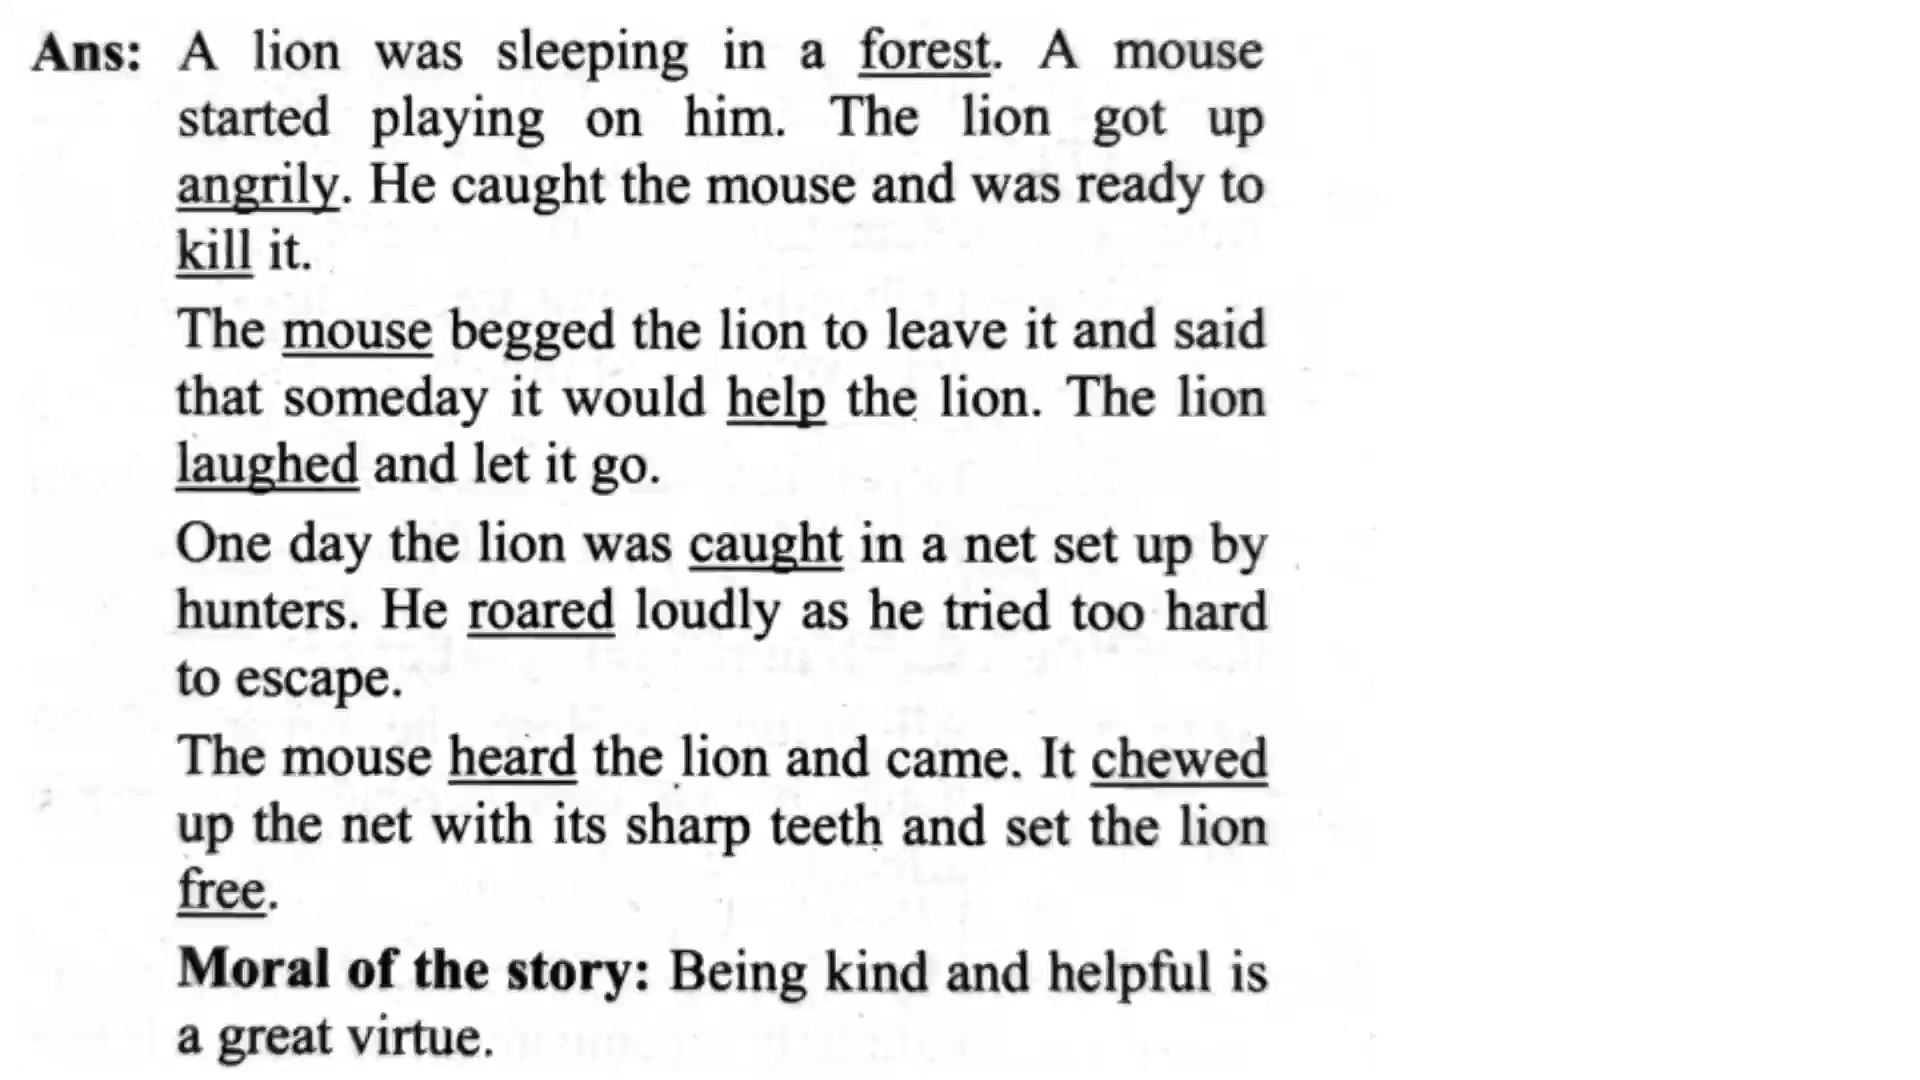 Ans: A lion was sleeping in a forest. A mouse
started playing on him. The lion got up
angrily. He caught the mouse and was ready to
kill it.
The mouse begged the lion to leave it and said
that someday it would help the lion. The lion
laughed and let it go.
One day the lion was caught in a net set up by
hunters. He roared loudly as he tried too hard
to escape.
The mouse heard the lion and came. It chewed
up the net with its sharp teeth and set the lion
free.
Moral of the story: Being kind and helpful is
a great virtue.